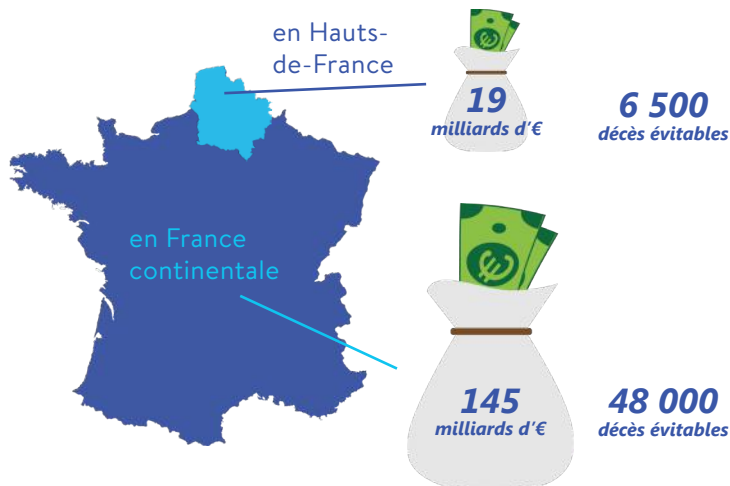 en Hauts-
de-France
19
milliards d'€
6 500
décès évitables
en France
continentale
145
milliards d'€
48 000
décès évitables